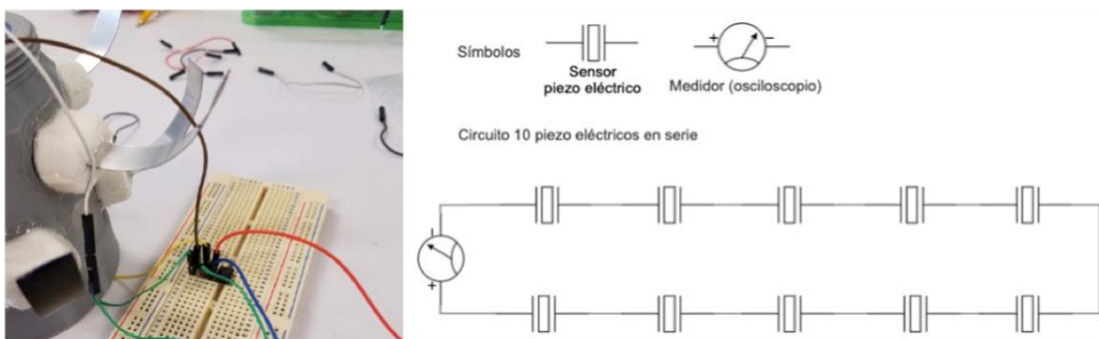 Símbolos
+
−
Sensor
piezo eléctrico
Medidor (osciloscopio)
Circuito 10 piezo eléctricos en serie
−
+